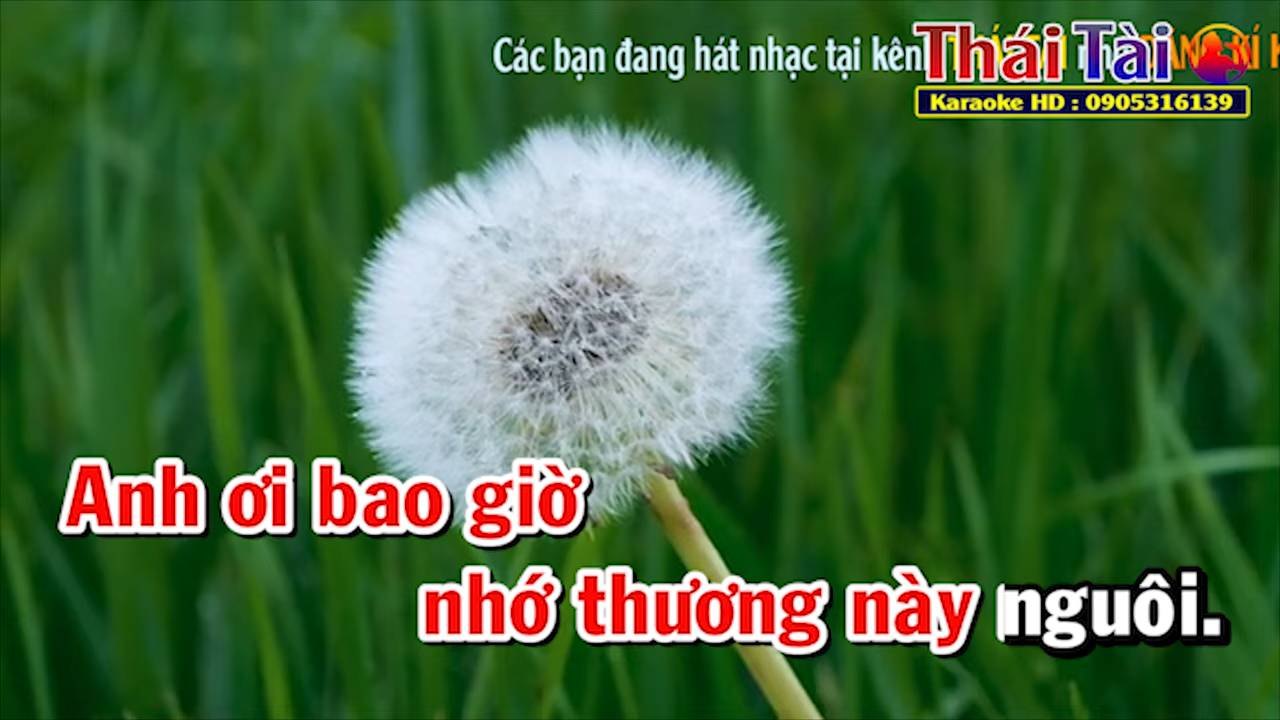 Các bạn đang hát nhạc tại kên
Thái Tài
Karaoke HD : 0905316139
Anh ơi bao giờ
nhớ thương này nguôi.